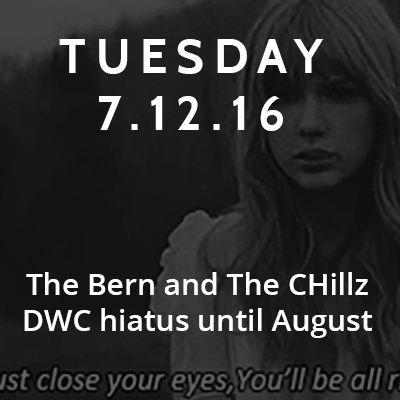 TUESDAY
7.12.16
The Bern and The CHillz
DWC hiatus until August
ust close your eyes,You'll be all r